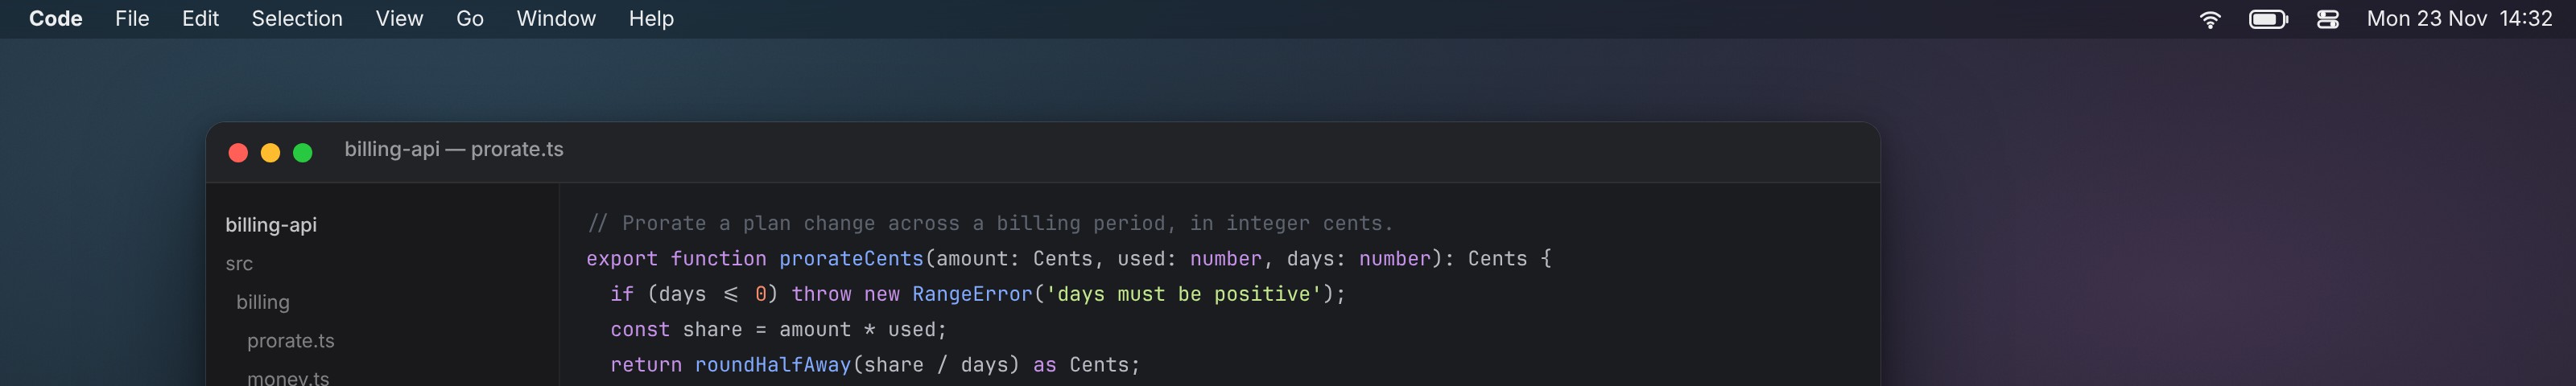 Code File Edit Selection View Go Window Help Mon 23 Nov 14:32
billing-api — prorate.ts
billing-api
src
billing
prorate.ts
money.ts
// Prorate a plan change across a billing period, in integer cents.
export function prorateCents(amount: Cents, used: number, days: number): Cents {
if (days <= 0) throw new RangeError('days must be positive');
const share = amount * used;
return roundHalfAway(share / days) as Cents;